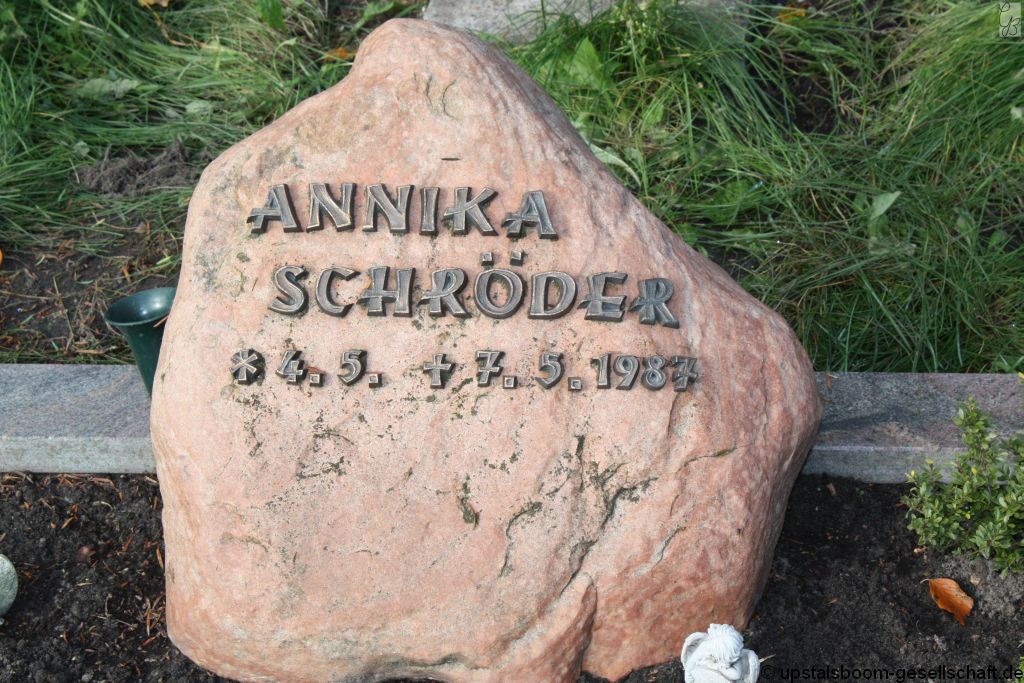 ANNIKA
SCHRÖDER
* 4. 5. + 7. 5. 1987
© upstalsboom-gesellschaft.de